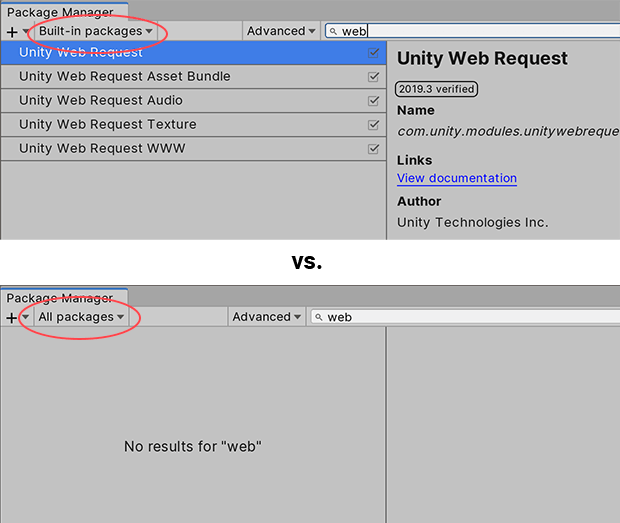 Package Manager
+ Built-in packages Advanced web
Unity Web Request
Unity Web Request Asset Bundle
Unity Web Request Audio
Unity Web Request Texture
Unity Web Request WWW
Unity Web Request
2019.3 verified
Name
com.unity.modules.unitywebreque
Links
View documentation
Author
Unity Technologies Inc.
vs.
Package Manager
+ All packages Advanced web
No results for "web"